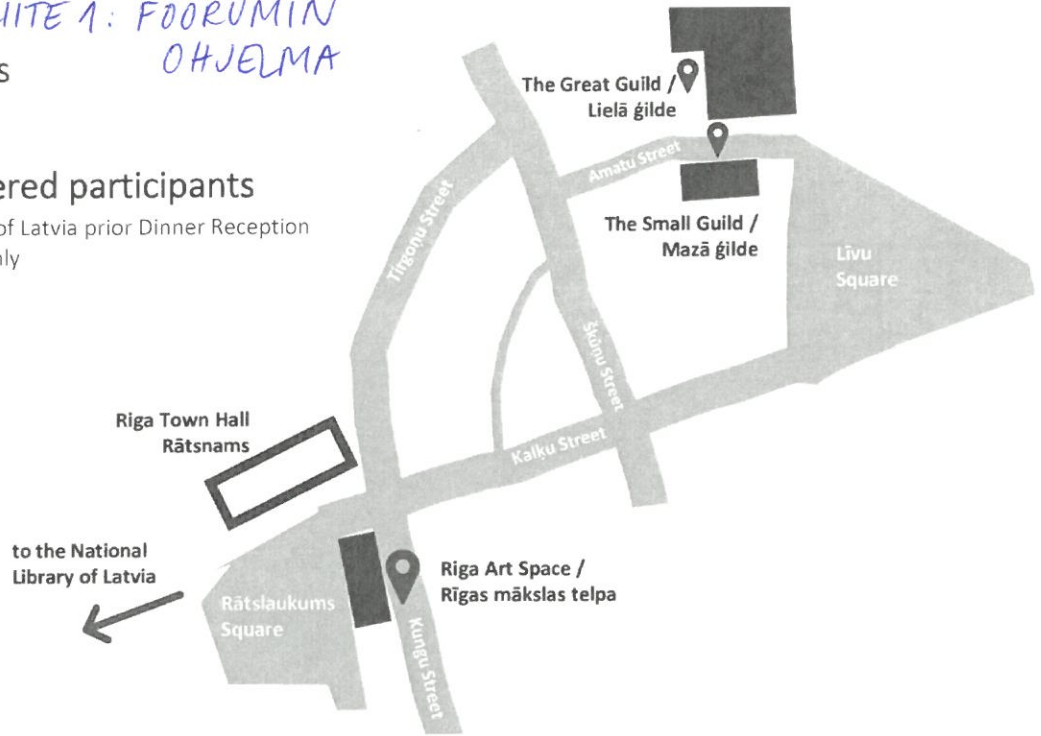 FOORUMIN
OHJELMA
participants
of Latvia prior Dinner Reception
The Great Guild /
Lielā ģilde
Amatu Street
The Small Guild /
Mazā ģilde
Līvu
Square
Tirgoņu Street
Šķūņu Street
Riga Town Hall
Rātsnams
Kaļķu Street
to the National
Library of Latvia
Riga Art Space /
Rīgas mākslas telpa
Rātslaukums
Square
Kungu Street